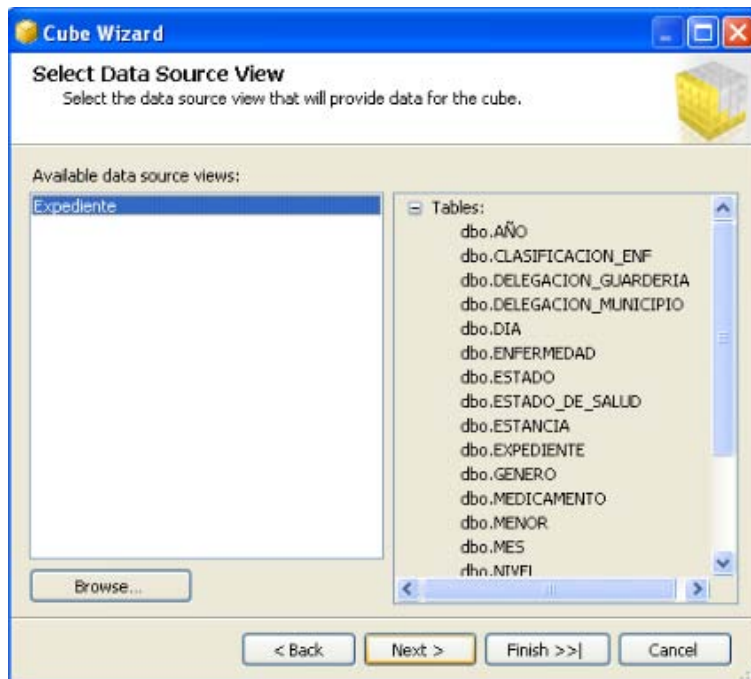 Cube Wizard
Select Data Source View
Select the data source view that will provide data for the cube.
Available data source views:
Expediente
Tables:
dbo.AÑO
dbo.CLASIFICACION_ENF
dbo.DELEGACION_GUARDERIA
dbo.DELEGACION_MUNICIPIO
dbo.DIA
dbo.ENFERMEDAD
dbo.ESTADO
dbo.ESTADO_DE_SALUD
dbo.ESTANCIA
dbo.EXPEDIENTE
dbo.GENERO
dbo.MEDICAMENTO
dbo.MENOR
dbo.MES
dbo.NIVEL
Browse...
< Back
Next >
Finish >>|
Cancel